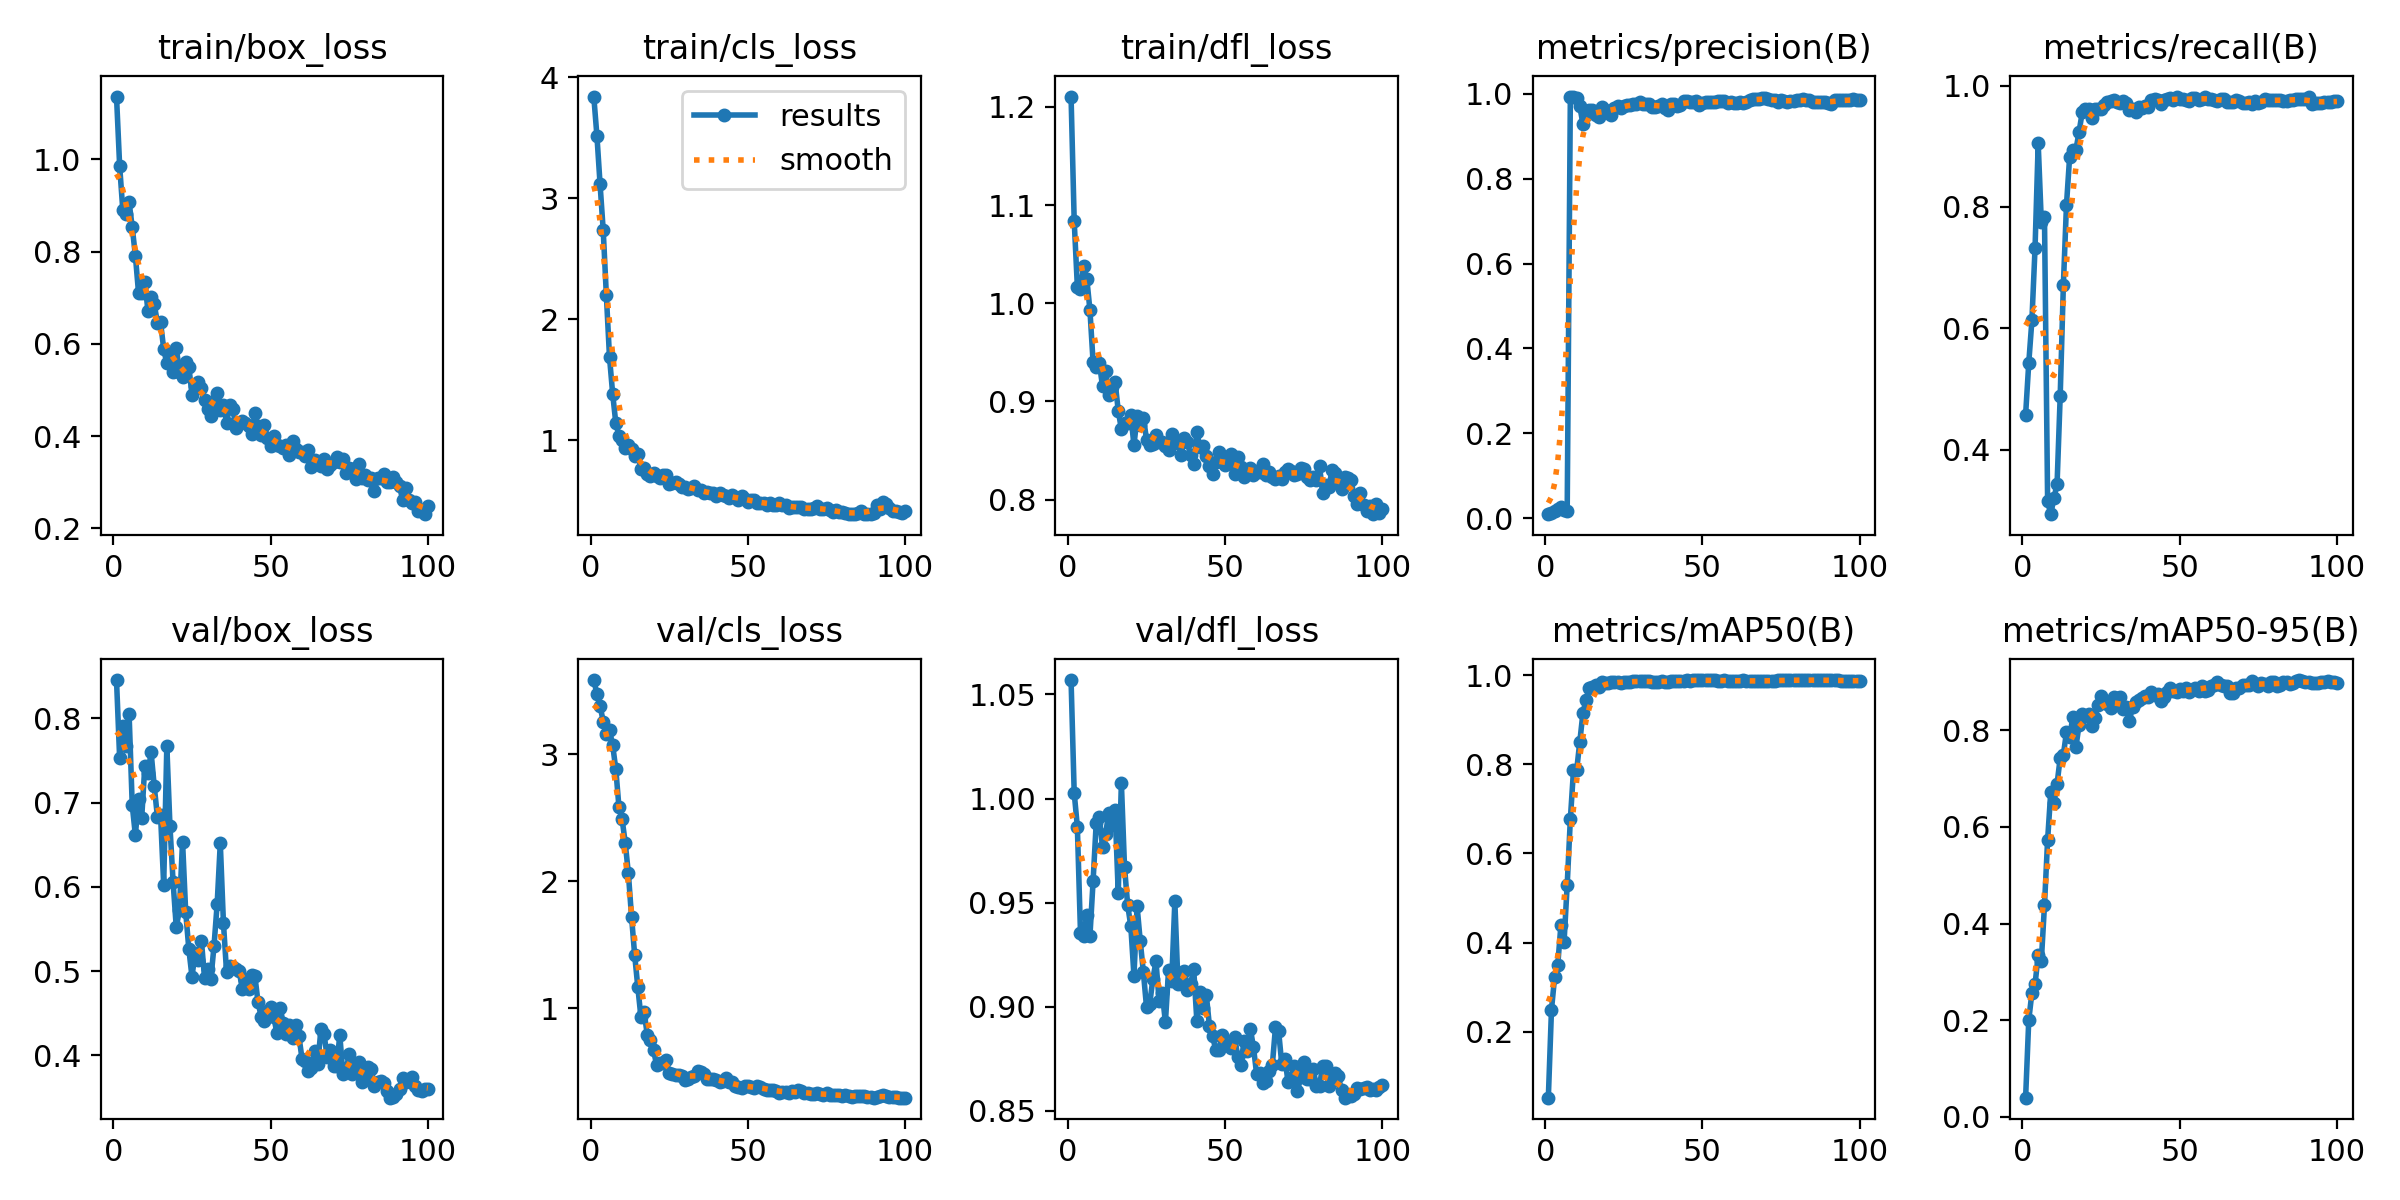 train/box_loss
1.0
0.8
0.6
0.4
0.2
0 50 100
train/cls_loss
4
3
2
1
results
smooth
0 50 100
train/dfl_loss
1.2
1.1
1.0
0.9
0.8
0 50 100
metrics/precision(B)
1.0
0.8
0.6
0.4
0.2
0.0
0 50 100
metrics/recall(B)
1.0
0.8
0.6
0.4
0 50 100
val/box_loss
0.8
0.7
0.6
0.5
0.4
0 50 100
val/cls_loss
3
2
1
0 50 100
val/dfl_loss
1.05
1.00
0.95
0.90
0.85
0 50 100
metrics/mAP50(B)
1.0
0.8
0.6
0.4
0.2
0 50 100
metrics/mAP50-95(B)
0.8
0.6
0.4
0.2
0.0
0 50 100